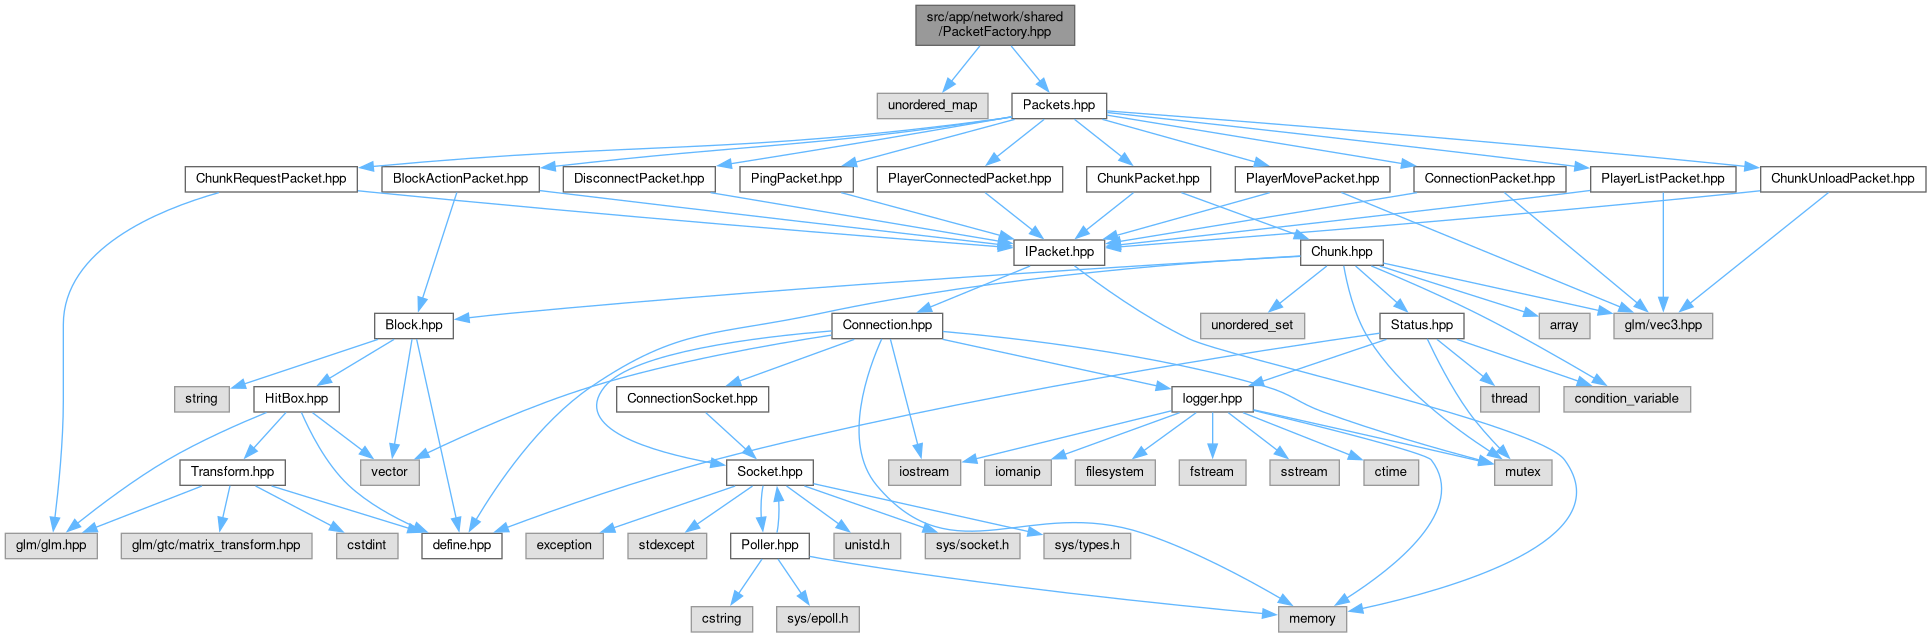 src/app/network/shared
/PacketFactory.hpp
unordered_map
Packets.hpp
ChunkRequestPacket.hpp
BlockActionPacket.hpp
DisconnectPacket.hpp
PingPacket.hpp
PlayerConnectedPacket.hpp
ChunkPacket.hpp
PlayerMovePacket.hpp
ConnectionPacket.hpp
PlayerListPacket.hpp
ChunkUnloadPacket.hpp
IPacket.hpp
Chunk.hpp
Block.hpp
Connection.hpp
unordered_set
Status.hpp
array
glm/vec3.hpp
string
HitBox.hpp
ConnectionSocket.hpp
logger.hpp
thread
condition_variable
Transform.hpp
vector
Socket.hpp
iostream
iomanip
filesystem
fstream
sstream
ctime
mutex
glm/glm.hpp
glm/gtc/matrix_transform.hpp
cstdint
define.hpp
exception
stdexcept
Poller.hpp
unistd.h
sys/socket.h
sys/types.h
cstring
sys/epoll.h
memory